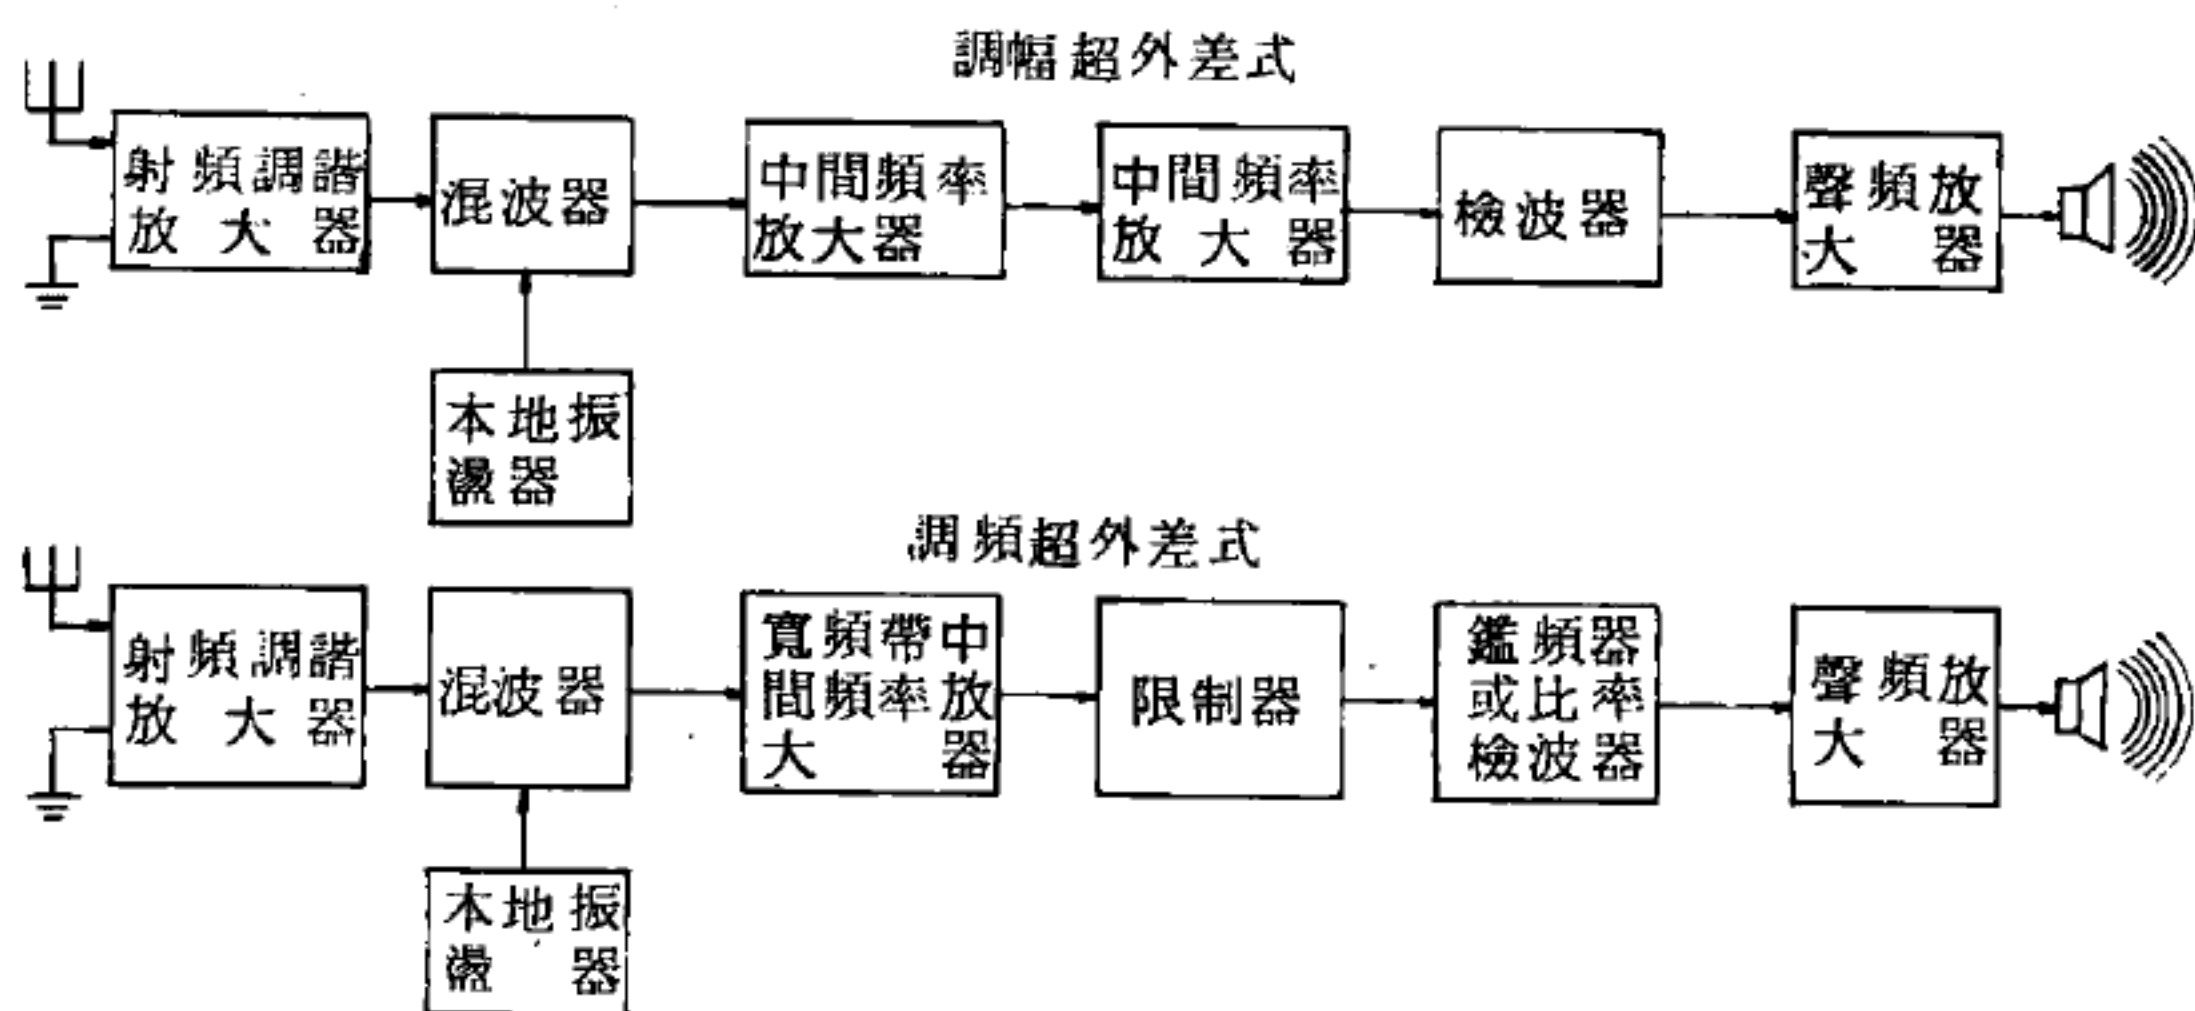 調幅超外差式
射頻調諧
放大器
混波器
中間頻率
放大器
中間頻率
放大器
檢波器
聲頻放
大器
本地振
盪器
調頻超外差式
射頻調諧
放大器
混波器
寬頻帶中
間頻率放
大器
限制器
鑑頻器
或比率
檢波器
聲頻放
大器
本地振
盪器